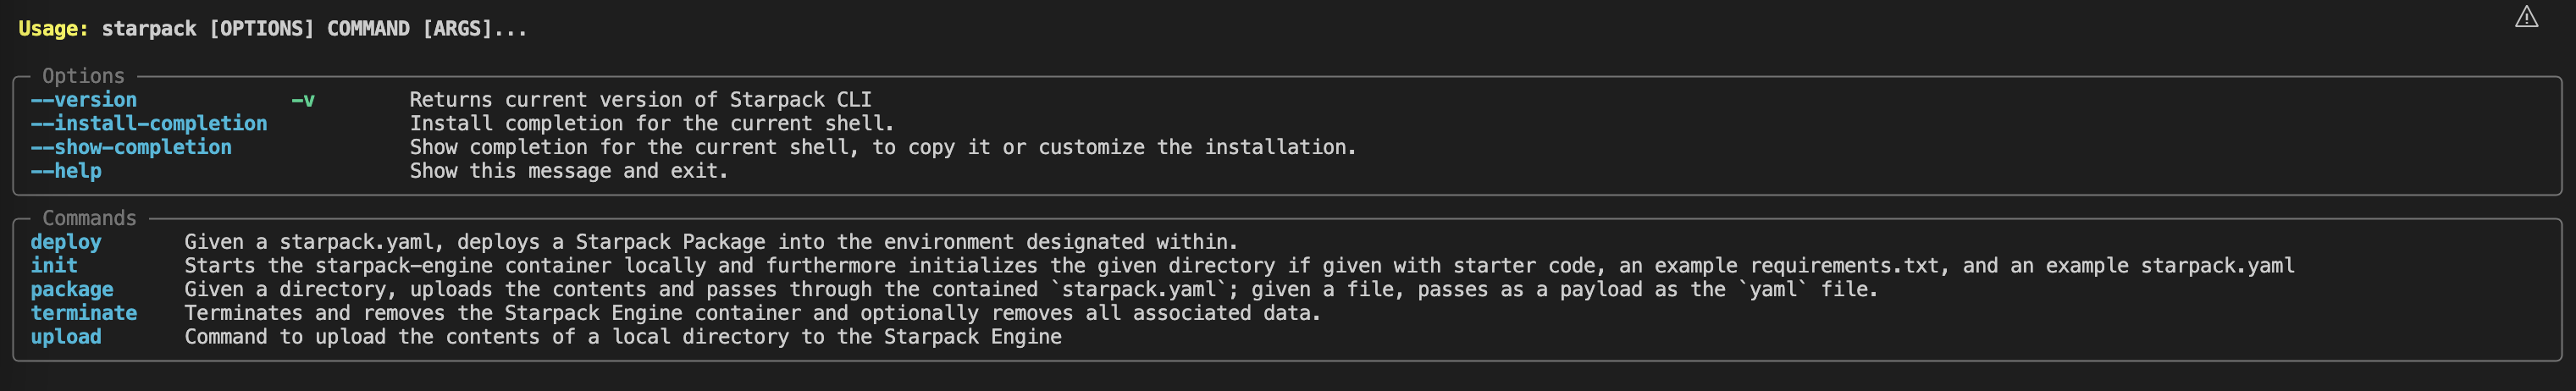 Usage: starpack [OPTIONS] COMMAND [ARGS]...
Options
--version -v Returns current version of Starpack CLI
--install-completion Install completion for the current shell.
--show-completion Show completion for the current shell, to copy it or customize the installation.
--help Show this message and exit.
Commands
deploy Given a starpack.yaml, deploys a Starpack Package into the environment designated within.
init Starts the starpack-engine container locally and furthermore initializes the given directory if given with starter code, an example requirements.txt, and an example starpack.yaml
package Given a directory, uploads the contents and passes through the contained `starpack.yaml`; given a file, passes as a payload as the `yaml` file.
terminate Terminates and removes the Starpack Engine container and optionally removes all associated data.
upload Command to upload the contents of a local directory to the Starpack Engine